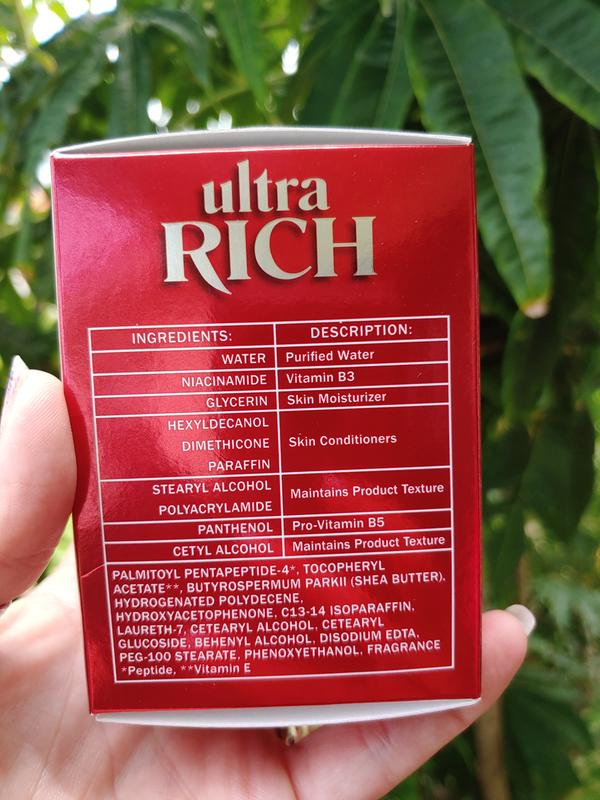 ultra
RICH
INGREDIENTS: DESCRIPTION:
WATER Purified Water
NIACINAMIDE Vitamin B3
GLYCERIN Skin Moisturizer
HEXYLDECANOL
DIMETHICONE Skin Conditioners
PARAFFIN
STEARYL ALCOHOL Maintains Product Texture
POLYACRYLAMIDE
PANTHENOL Pro-Vitamin B5
CETYL ALCOHOL Maintains Product Texture
PALMITOYL PENTAPEPTIDE-4*, TOCOPHERYL
ACETATE**, BUTYROSPERMUM PARKII (SHEA BUTTER),
HYDROGENATED POLYDECENE,
HYDROXYACETOPHENONE, C13-14 ISOPARAFFIN,
LAURETH-7, CETEARYL ALCOHOL, CETEARYL
GLUCOSIDE, BEHENYL ALCOHOL, DISODIUM EDTA,
PEG-100 STEARATE, PHENOXYETHANOL, FRAGRANCE
*Peptide, **Vitamin E